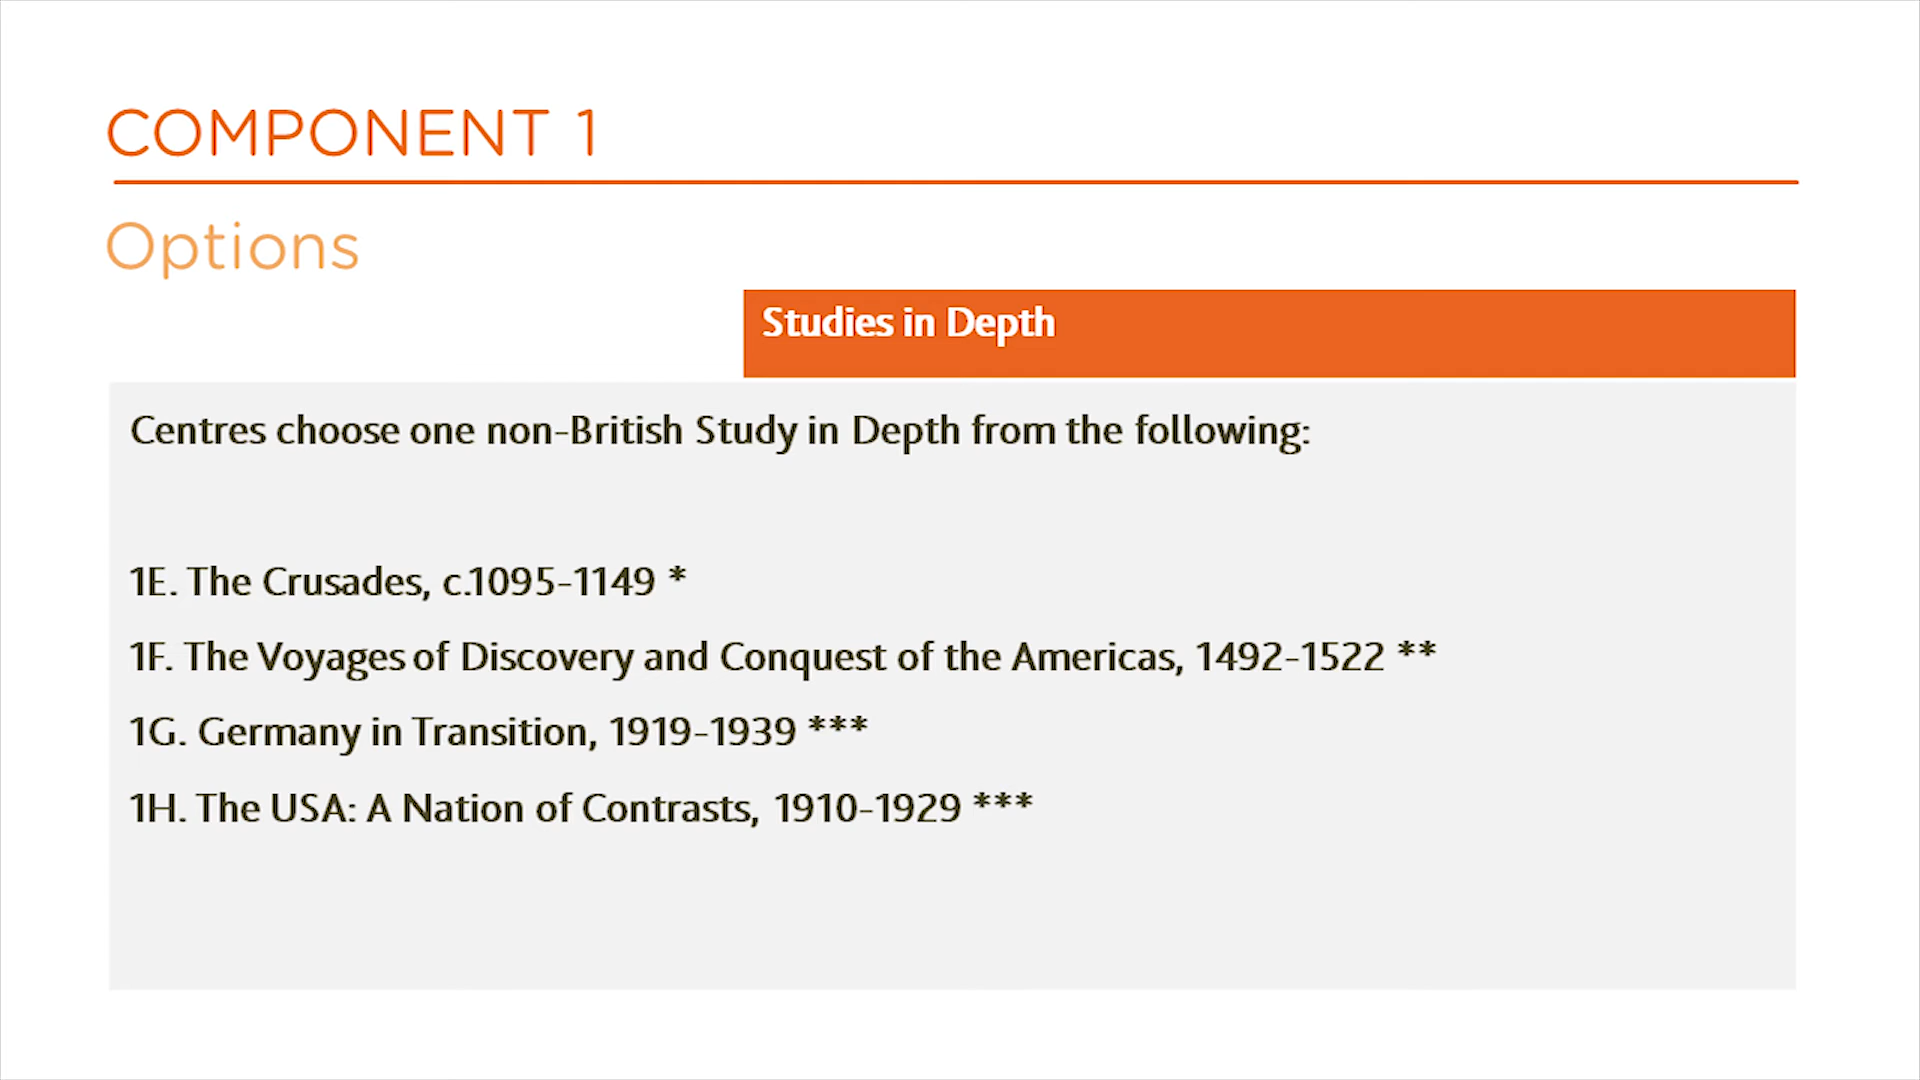 COMPONENT 1
Options
Studies in Depth
Centres choose one non-British Study in Depth from the following:
1E. The Crusades, c.1095-1149 *
1F. The Voyages of Discovery and Conquest of the Americas, 1492-1522 **
1G. Germany in Transition, 1919-1939 ***
1H. The USA: A Nation of Contrasts, 1910-1929 ***